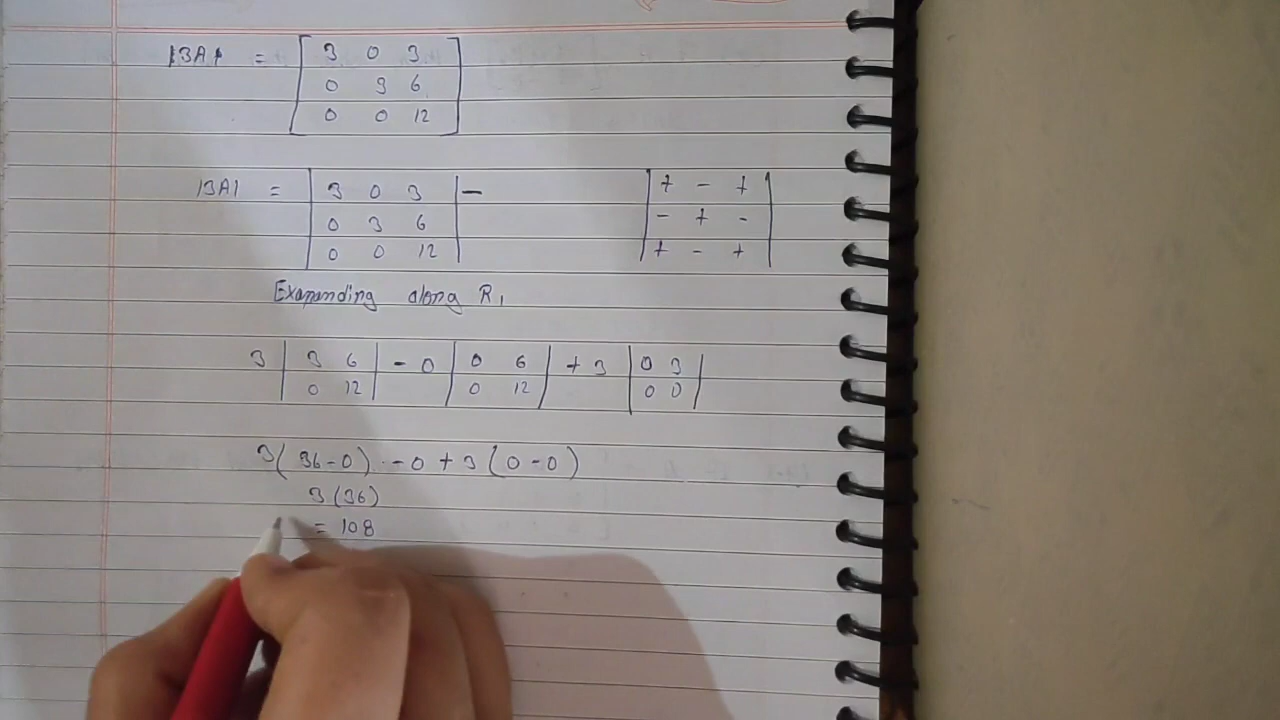 |3A| = [ 3 0 3
0 3 6
0 0 12 ]
|3A| = | 3 0 3 | - | + - + |
| 0 3 6 | | - + - |
| 0 0 12 | | + - + |
Exapanding along R1
3 | 3 6 | - 0 | 0 6 | + 3 | 0 3 |
| 0 12 | | 0 12 | | 0 0 |
3 ( 36 - 0 ) - 0 + 3 ( 0 - 0 )
3 (36)
= 108